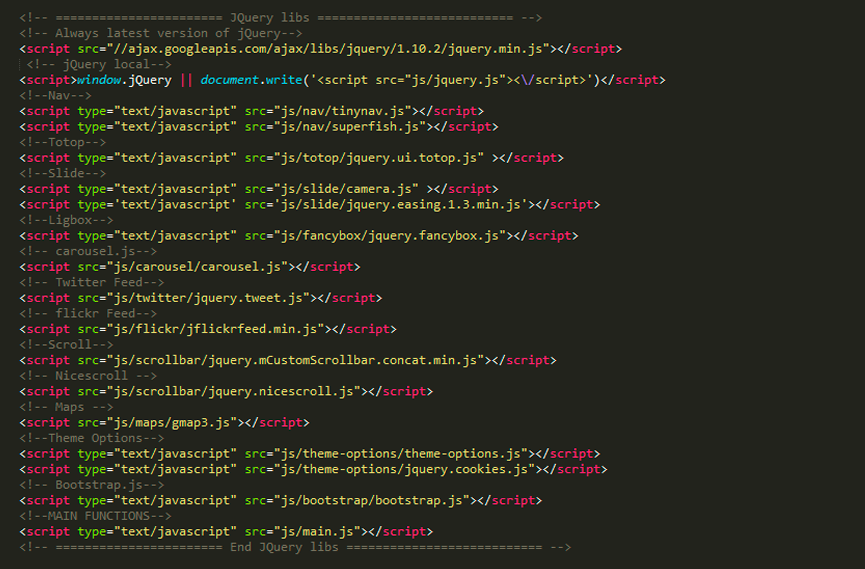 <!-- ======================= JQuery libs =========================== -->
<!-- Always latest version of jQuery-->
<script src="//ajax.googleapis.com/ajax/libs/jquery/1.10.2/jquery.min.js"></script>
<!-- jQuery local-->
<script>window.jQuery || document.write('<script src="js/jquery.js"><\/script>')</script>
<!--Nav-->
<script type="text/javascript" src="js/nav/tinynav.js"></script>
<script type="text/javascript" src="js/nav/superfish.js"></script>
<!--Totop-->
<script type="text/javascript" src="js/totop/jquery.ui.totop.js" ></script>
<!--Slide-->
<script type="text/javascript" src="js/slide/camera.js" ></script>
<script type='text/javascript' src='js/slide/jquery.easing.1.3.min.js'></script>
<!--Ligbox-->
<script type="text/javascript" src="js/fancybox/jquery.fancybox.js"></script>
<!-- carousel.js-->
<script src="js/carousel/carousel.js"></script>
<!-- Twitter Feed-->
<script src="js/twitter/jquery.tweet.js"></script>
<!-- flickr Feed-->
<script src="js/flickr/jflickrfeed.min.js"></script>
<!--Scroll-->
<script src="js/scrollbar/jquery.mCustomScrollbar.concat.min.js"></script>
<!-- Nicescroll -->
<script src="js/scrollbar/jquery.nicescroll.js"></script>
<!-- Maps -->
<script src="js/maps/gmap3.js"></script>
<!--Theme Options-->
<script type="text/javascript" src="js/theme-options/theme-options.js"></script>
<script type="text/javascript" src="js/theme-options/jquery.cookies.js"></script>
<!-- Bootstrap.js-->
<script type="text/javascript" src="js/bootstrap/bootstrap.js"></script>
<!--MAIN FUNCTIONS-->
<script type="text/javascript" src="js/main.js"></script>
<!-- ======================= End JQuery libs =========================== -->